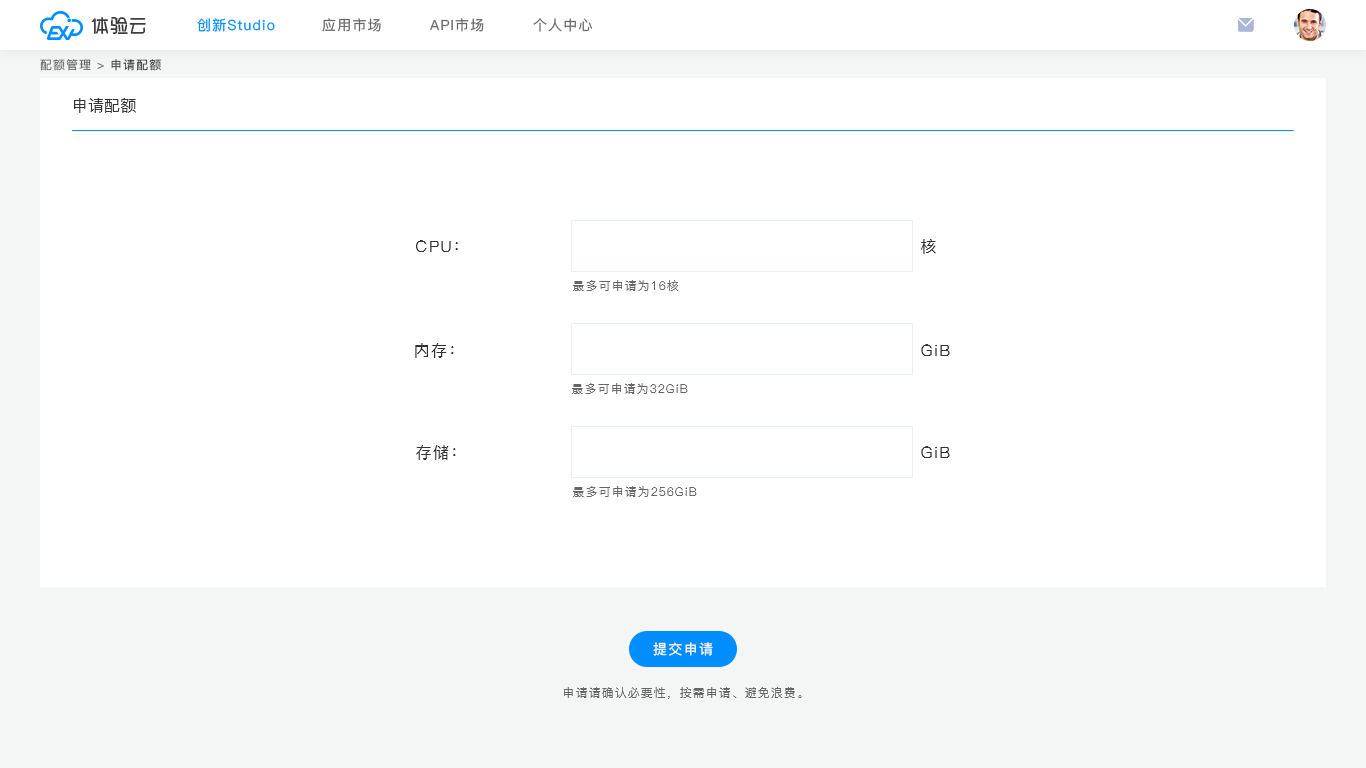 EXP 体验云 创新Studio 应用市场 API市场 个人中心
配额管理 > 申请配额
申请配额
CPU： 核
最多可申请为16核
内存： GiB
最多可申请为32GiB
存储： GiB
最多可申请为256GiB
提交申请
申请请确认必要性，按需申请、避免浪费。